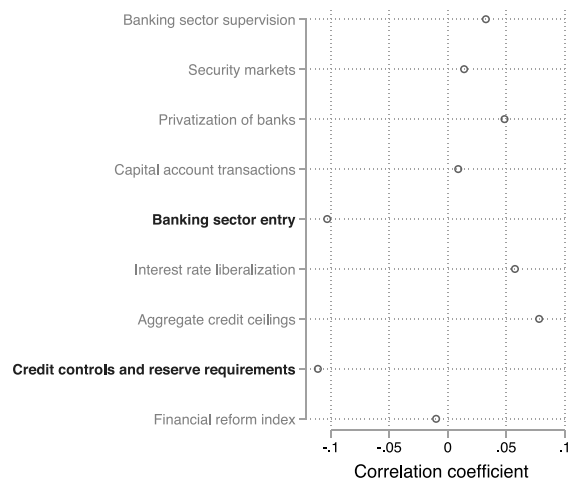 Banking sector supervision
Security markets
Privatization of banks
Capital account transactions
Banking sector entry
Interest rate liberalization
Aggregate credit ceilings
Credit controls and reserve requirements
Financial reform index
-.1 -.05 0 .05 .1
Correlation coefficient